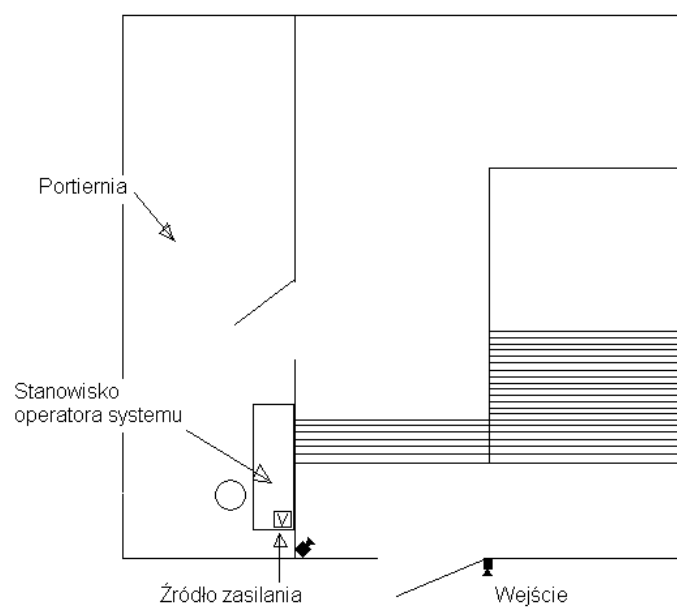 Portiernia
Stanowisko
operatora systemu
V
Źródło zasilania
Wejście